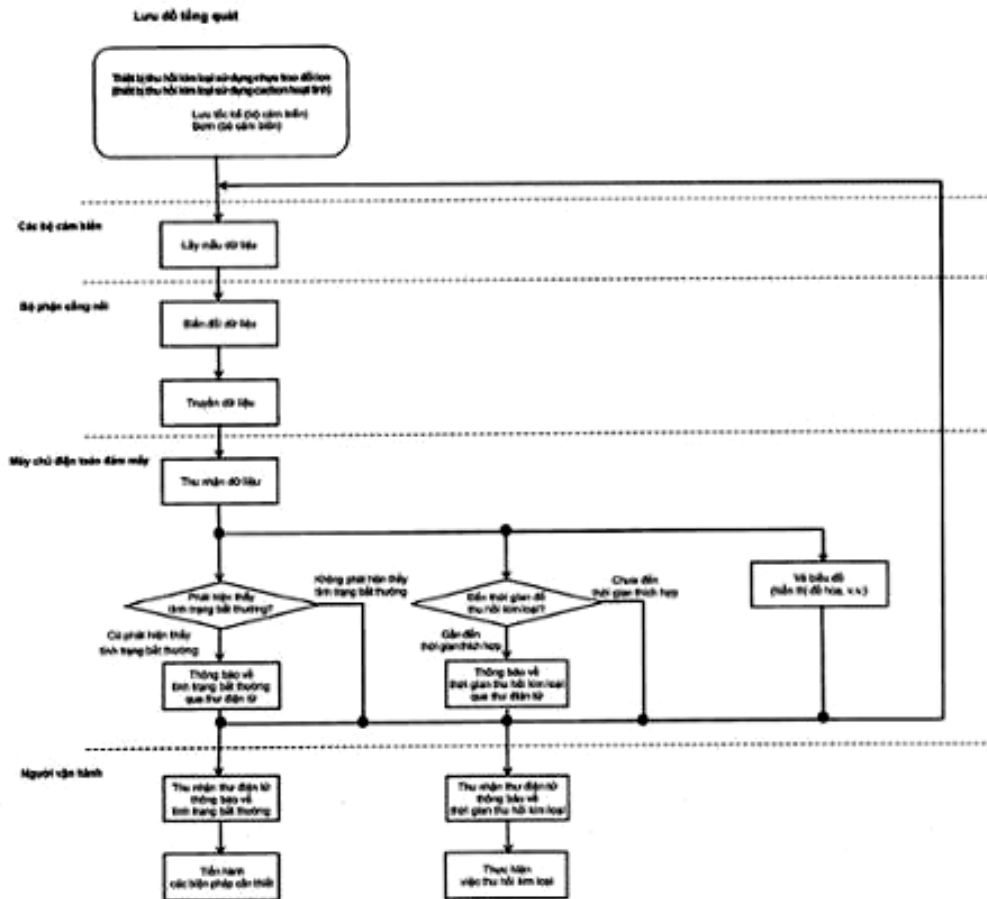 Lưu đồ tổng quát
Thiết bị thu hồi kim loại sử dụng nhựa trao đổi ion
(thiết bị thu hồi kim loại sử dụng cacbon hoạt tính)
Lưu tốc kế (bộ cảm biến)
Bơm (bộ cảm biến)
Các bộ cảm biến
Lấy mẫu dữ liệu
Bộ phận cổng nối
Biến đổi dữ liệu
Truyền dữ liệu
Máy chủ điện toán đám mây
Thu nhận dữ liệu
Phát hiện thấy
tình trạng bất thường?
Không phát hiện thấy
tình trạng bất thường
Có phát hiện thấy
tình trạng bất thường
Thông báo về
tình trạng bất thường
qua thư điện tử
Đến thời gian để
thu hồi kim loại?
Chưa đến
thời gian thích hợp
Gần đến
thời gian thích hợp
Thông báo về
thời gian thu hồi kim loại
qua thư điện tử
Vẽ biểu đồ
(hiển thị đồ họa, v.v.)
Người vận hành
Thu nhận thư điện tử
thông báo về
tình trạng bất thường
Thu nhận thư điện tử
thông báo về
thời gian thu hồi kim loại
Tiến hành
các biện pháp cần thiết
Thực hiện
việc thu hồi kim loại